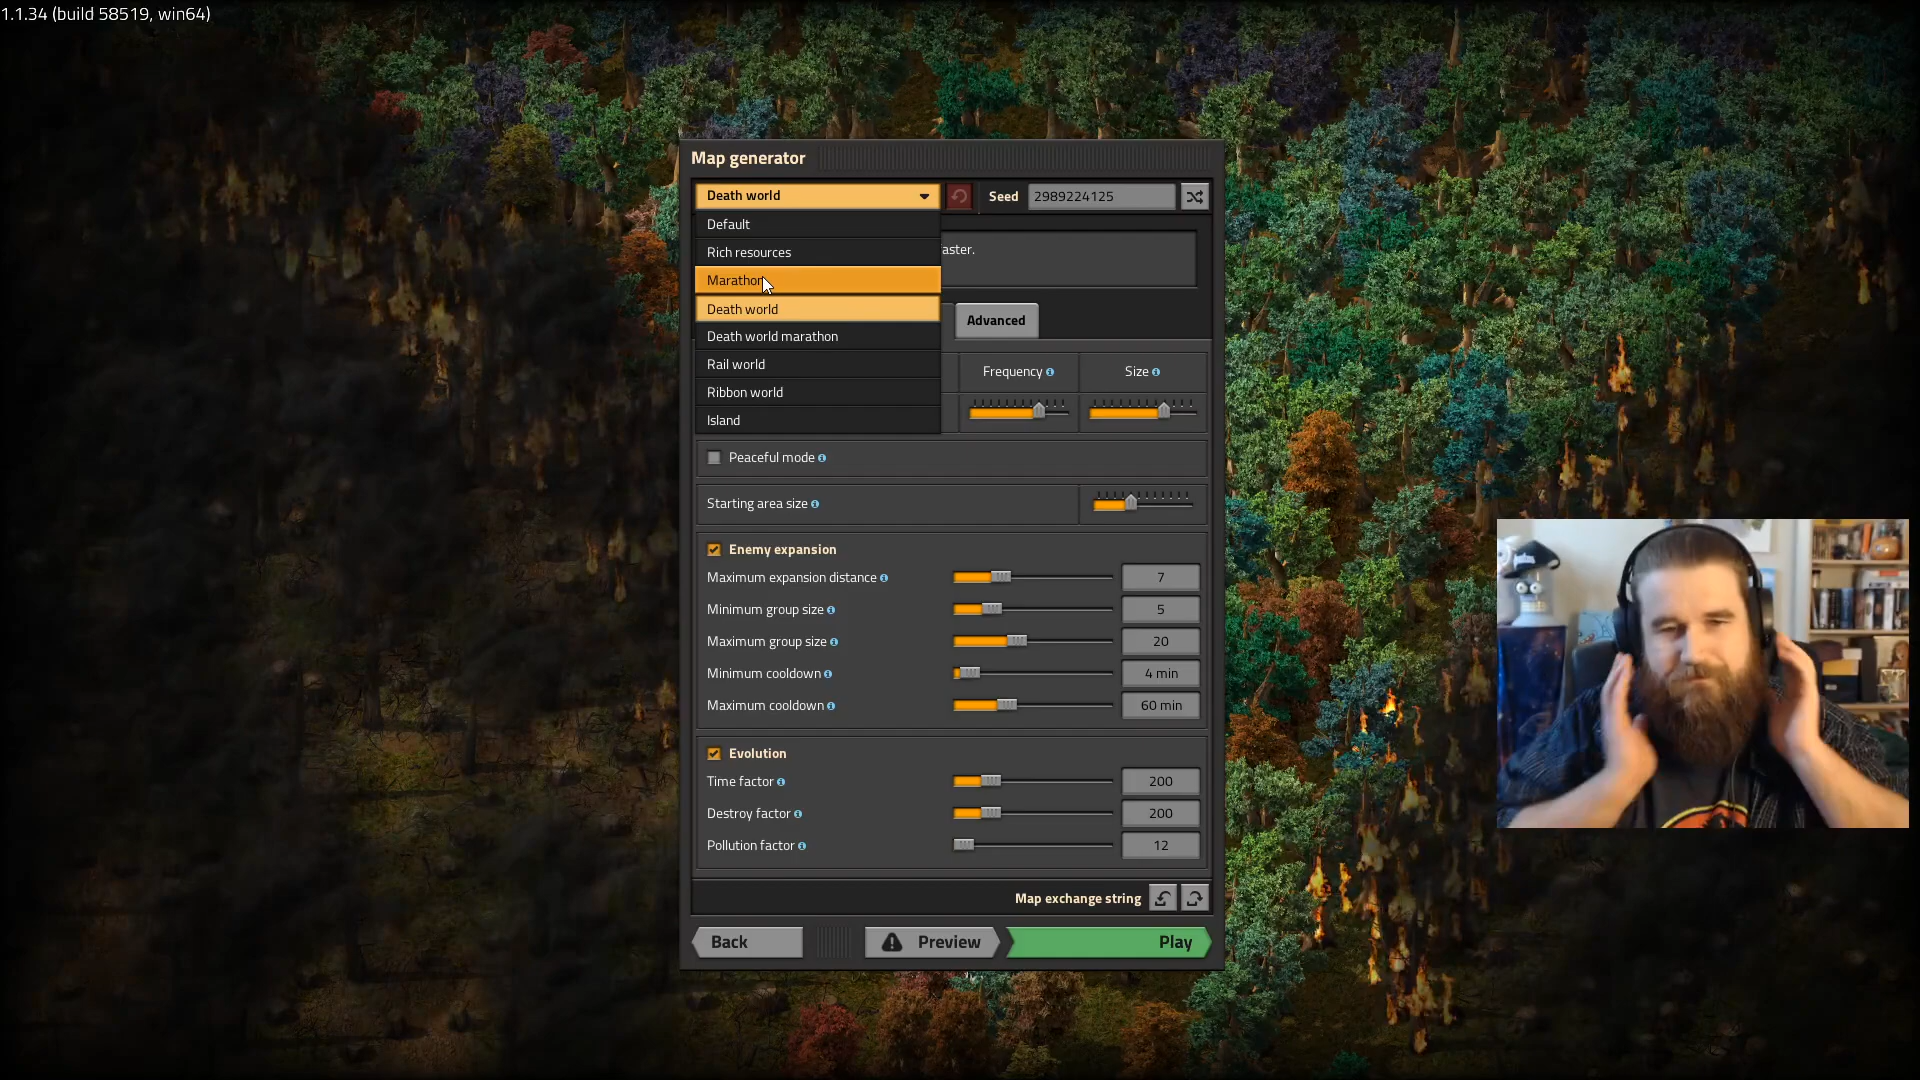 1.1.34 (build 58519, win64)
Map generator
Death world
Seed
2989224125
Default
Rich resources
aster.
Marathon
Death world
Advanced
Death world marathon
Rail world
Frequency
Size
Ribbon world
Island
Peaceful mode
Starting area size
Enemy expansion
Maximum expansion distance
7
Minimum group size
5
Maximum group size
20
Minimum cooldown
4 min
Maximum cooldown
60 min
Evolution
Time factor
200
Destroy factor
200
Pollution factor
12
Map exchange string
Back
Preview
Play